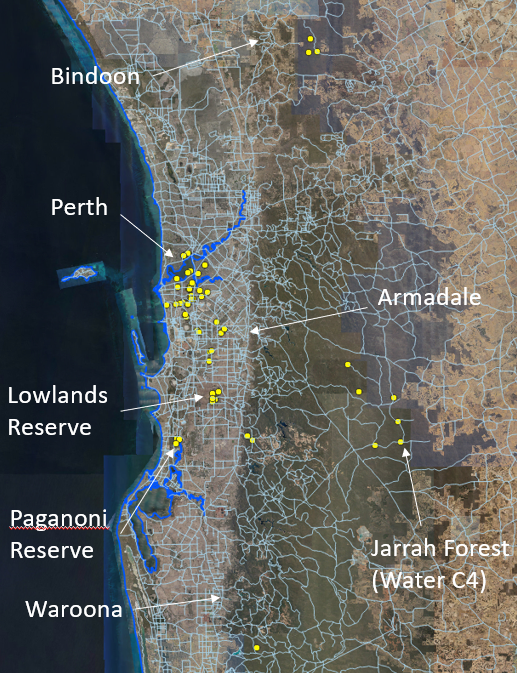 Bindoon
Perth
Armadale
Lowlands
Reserve
Paganoni
Reserve
Jarrah Forest
(Water C4)
Waroona